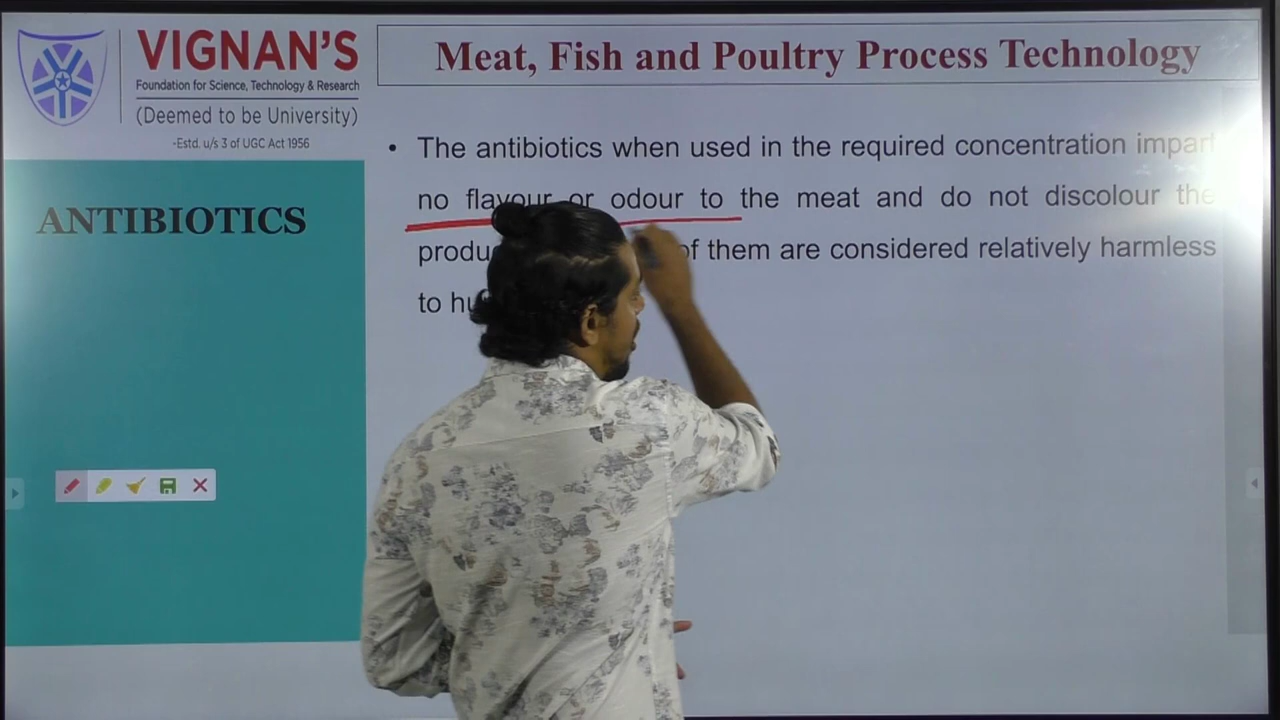 VIGNAN'S
Foundation for Science, Technology & Research
(Deemed to be University)
-Estd. u/s 3 of UGC Act 1956
Meat, Fish and Poultry Process Technology
ANTIBIOTICS
• The antibiotics when used in the required concentration impart
no flavour or odour to the meat and do not discolour the
of them are considered relatively harmless
to